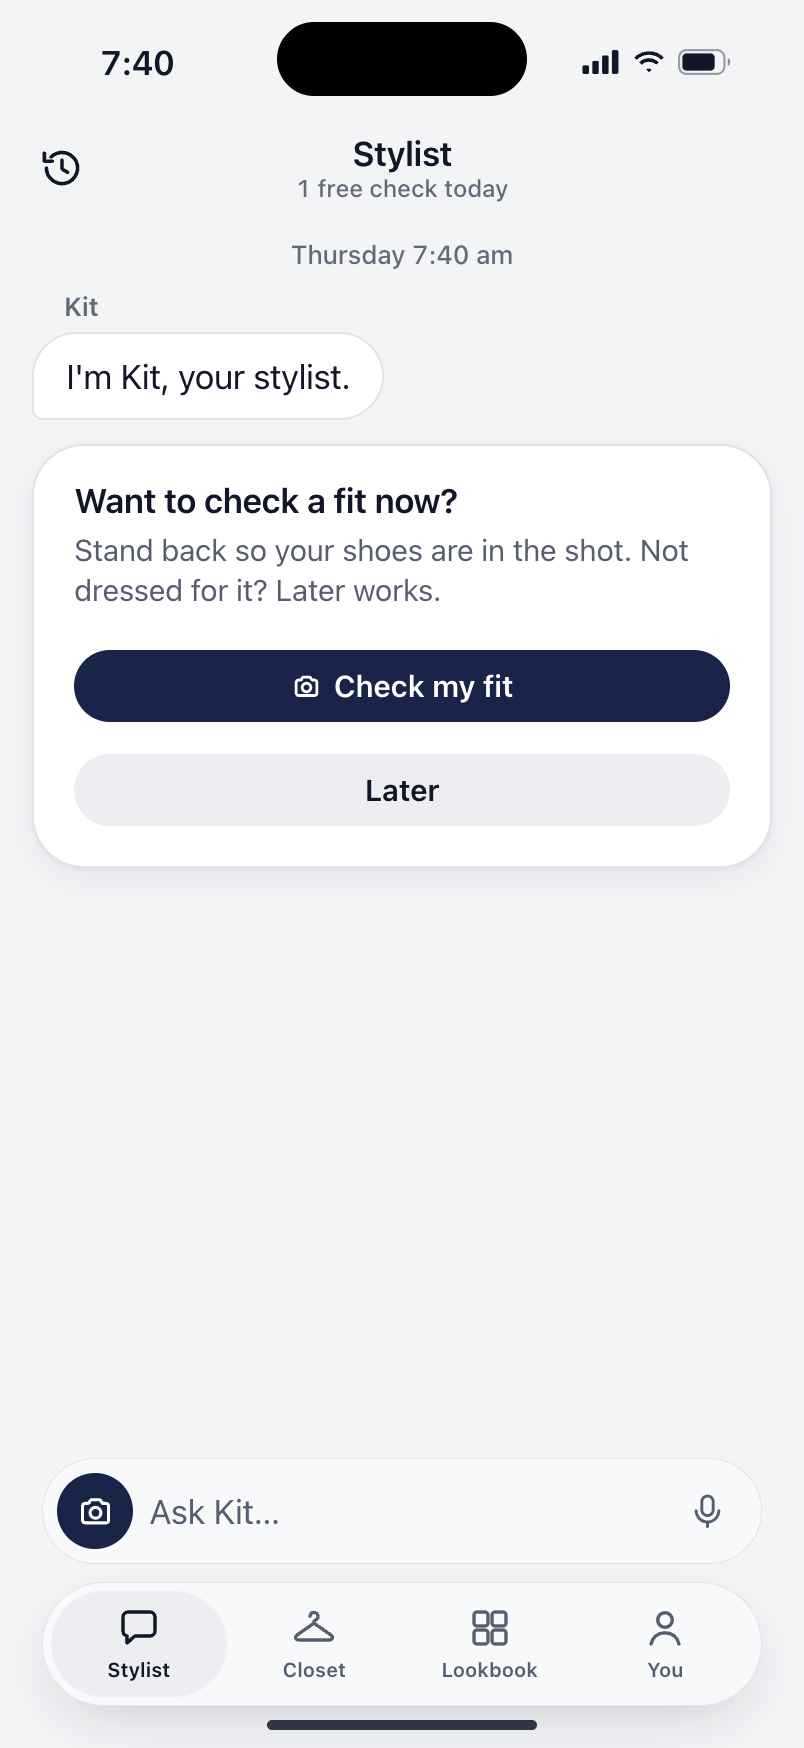 7:40
Stylist
1 free check today
Thursday 7:40 am
Kit
I'm Kit, your stylist.
Want to check a fit now?
Stand back so your shoes are in the shot. Not
dressed for it? Later works.
Check my fit
Later
Ask Kit...
Stylist
Closet
Lookbook
You